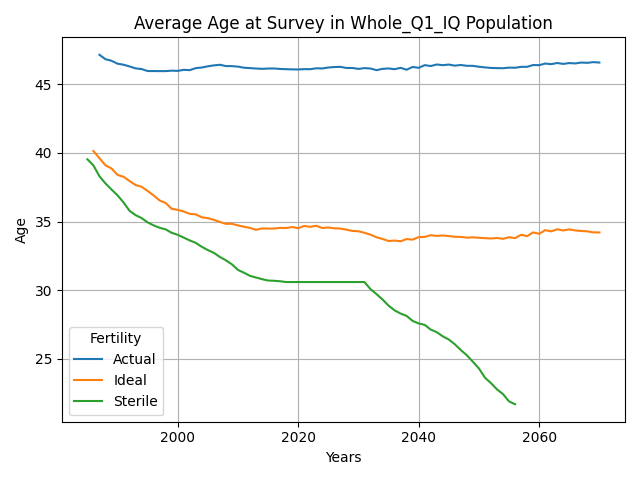 Average Age at Survey in Whole_Q1_IQ Population
Age
45
40
35
30
25
Fertility
Actual
Ideal
Sterile
2000
2020
2040
2060
Years